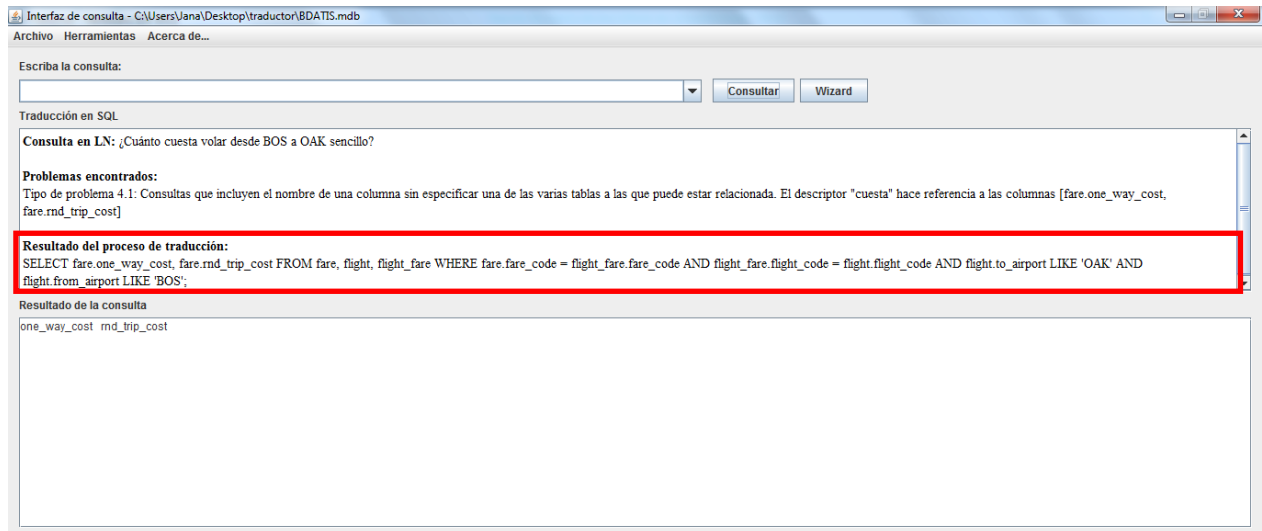 Interfaz de consulta - C:\Users\Jana\Desktop\traductor\BDATIS.mdb
Archivo Herramientas Acerca de...
Escriba la consulta:
Consultar Wizard
Traducción en SQL
Consulta en LN: ¿Cuánto cuesta volar desde BOS a OAK sencillo?
Problemas encontrados:
Tipo de problema 4.1: Consultas que incluyen el nombre de una columna sin especificar una de las varias tablas a las que puede estar relacionada. El descriptor "cuesta" hace referencia a las columnas [fare.one_way_cost,
fare.rnd_trip_cost]
Resultado del proceso de traducción:
SELECT fare.one_way_cost, fare.rnd_trip_cost FROM fare, flight, flight_fare WHERE fare.fare_code = flight_fare.fare_code AND flight_fare.flight_code = flight.flight_code AND flight.to_airport LIKE 'OAK' AND
flight.from_airport LIKE 'BOS';
Resultado de la consulta
one_way_cost rnd_trip_cost